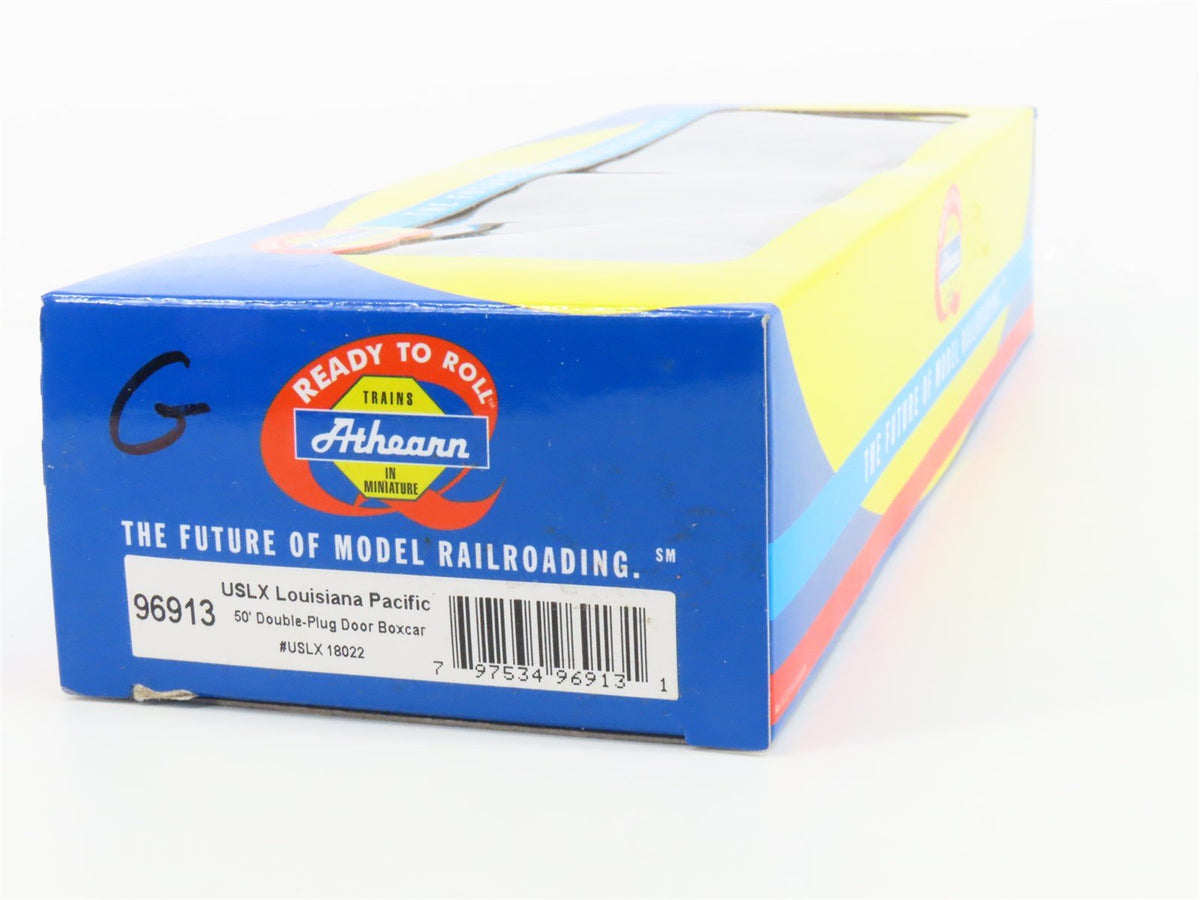 G
READY TO ROLL™
TRAINS
Athearn
IN
MINIATURE
THE FUTURE OF MODEL RAILROADING. SM
96913
USLX Louisiana Pacific
50' Double-Plug Door Boxcar
#USLX 18022
7 97534 96913 1
THE FUTURE OF MODEL RAILROADING